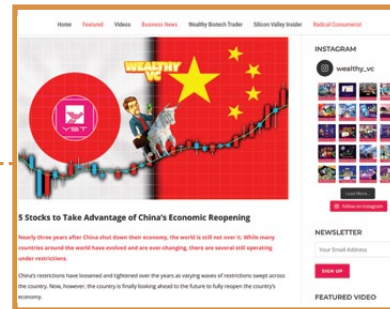 Home Featured Videos Business News Wealthy Biotech Trader Silicon Valley Insider Radical Consumerist
WEALTHY
VC
YST
5 Stocks to Take Advantage of China's Economic Reopening
Nearly three years after China shut down their economy, the world is still not over it. While many
countries around the world have evolved and are ever-changing, there are several still operating
under restrictions.
China's restrictions have loosened and tightened over the years as varying waves of restrictions swept across
the country. Now, however, the country is finally looking ahead to the future to fully reopen the country's
economy.
INSTAGRAM
wealthy_vc
Load More...
Follow on Instagram
NEWSLETTER
Your Email Address
SIGN UP
FEATURED VIDEO